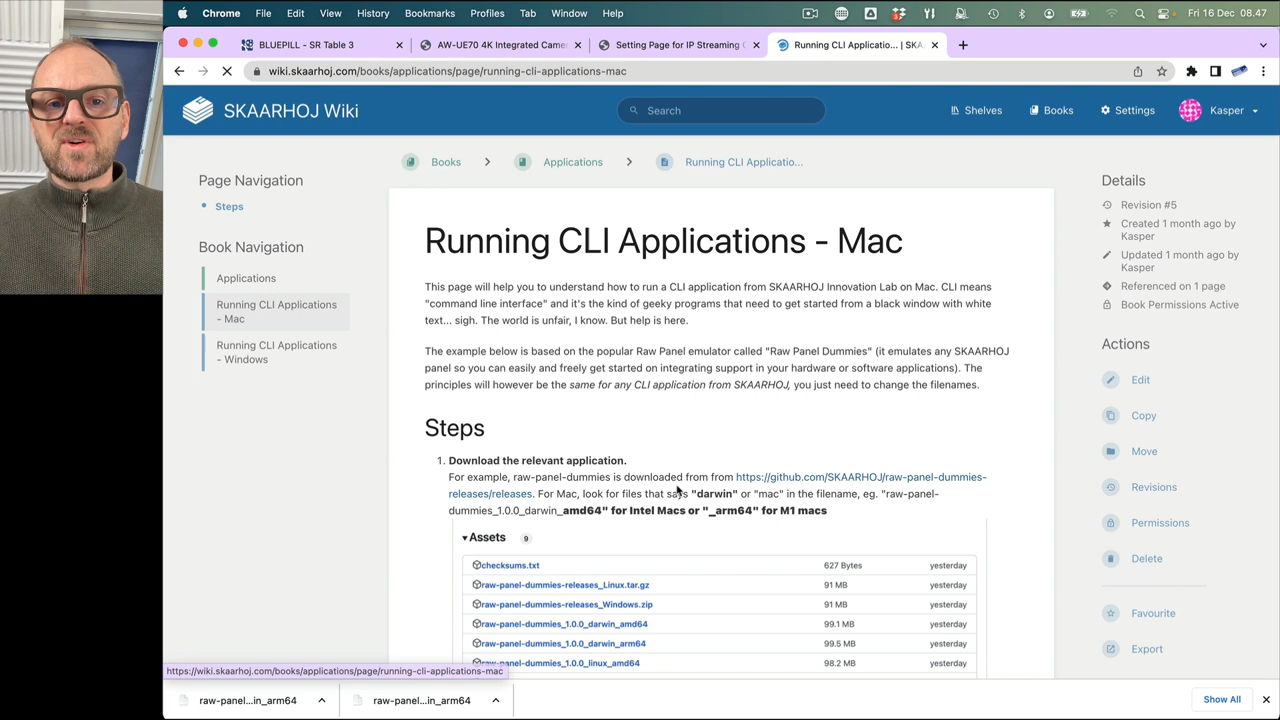 Chrome File Edit View History Bookmarks Profiles Tab Window Help Fri 16 Dec 08.47
BLUEPILL - SR Table 3
AW-UE70 4K Integrated Came
Setting Page for IP Streaming C
Running CLI Applicatio... | SKA
wiki.skaarhoj.com/books/applications/page/running-cli-applications-mac
SKAARHOJ Wiki
Search
Shelves
Books
Settings
Kasper
Books
Applications
Running CLI Applicatio...
Page Navigation
Steps
Book Navigation
Applications
Running CLI Applications
- Mac
Running CLI Applications
- Windows
Running CLI Applications - Mac
This page will help you to understand how to run a CLI application from SKAARHOJ Innovation Lab on Mac. CLI means
"command line interface" and it's the kind of geeky programs that need to get started from a black window with white
text... sigh. The world is unfair, I know. But help is here.
The example below is based on the popular Raw Panel emulator called "Raw Panel Dummies" (it emulates any SKAARHOJ
panel so you can easily and freely get started on integrating support in your hardware or software applications). The
principles will however be the same for any CLI application from SKAARHOJ, you just need to change the filenames.
Steps
1. Download the relevant application.
For example, raw-panel-dummies is downloaded from from https://github.com/SKAARHOJ/raw-panel-dummies-
releases/releases. For Mac, look for files that says "darwin" or "mac" in the filename, eg. "raw-panel-
dummies_1.0.0_darwin_amd64" for Intel Macs or "_arm64" for M1 macs
Assets 9
checksums.txt 627 Bytes yesterday
raw-panel-dummies-releases_Linux.tar.gz 91 MB yesterday
raw-panel-dummies-releases_Windows.zip 91 MB yesterday
raw-panel-dummies_1.0.0_darwin_amd64 99.1 MB yesterday
raw-panel-dummies_1.0.0_darwin_arm64 99.5 MB yesterday
raw-panel-dummies_1.0.0_linux_amd64 98.2 MB yesterday
Details
Revision #5
Created 1 month ago by
Kasper
Updated 1 month ago by
Kasper
Referenced on 1 page
Book Permissions Active
Actions
Edit
Copy
Move
Revisions
Permissions
Delete
Favourite
Export
https://wiki.skaarhoj.com/books/applications/page/running-cli-applications-mac
raw-panel...in_arm64
raw-panel...in_arm64
Show All